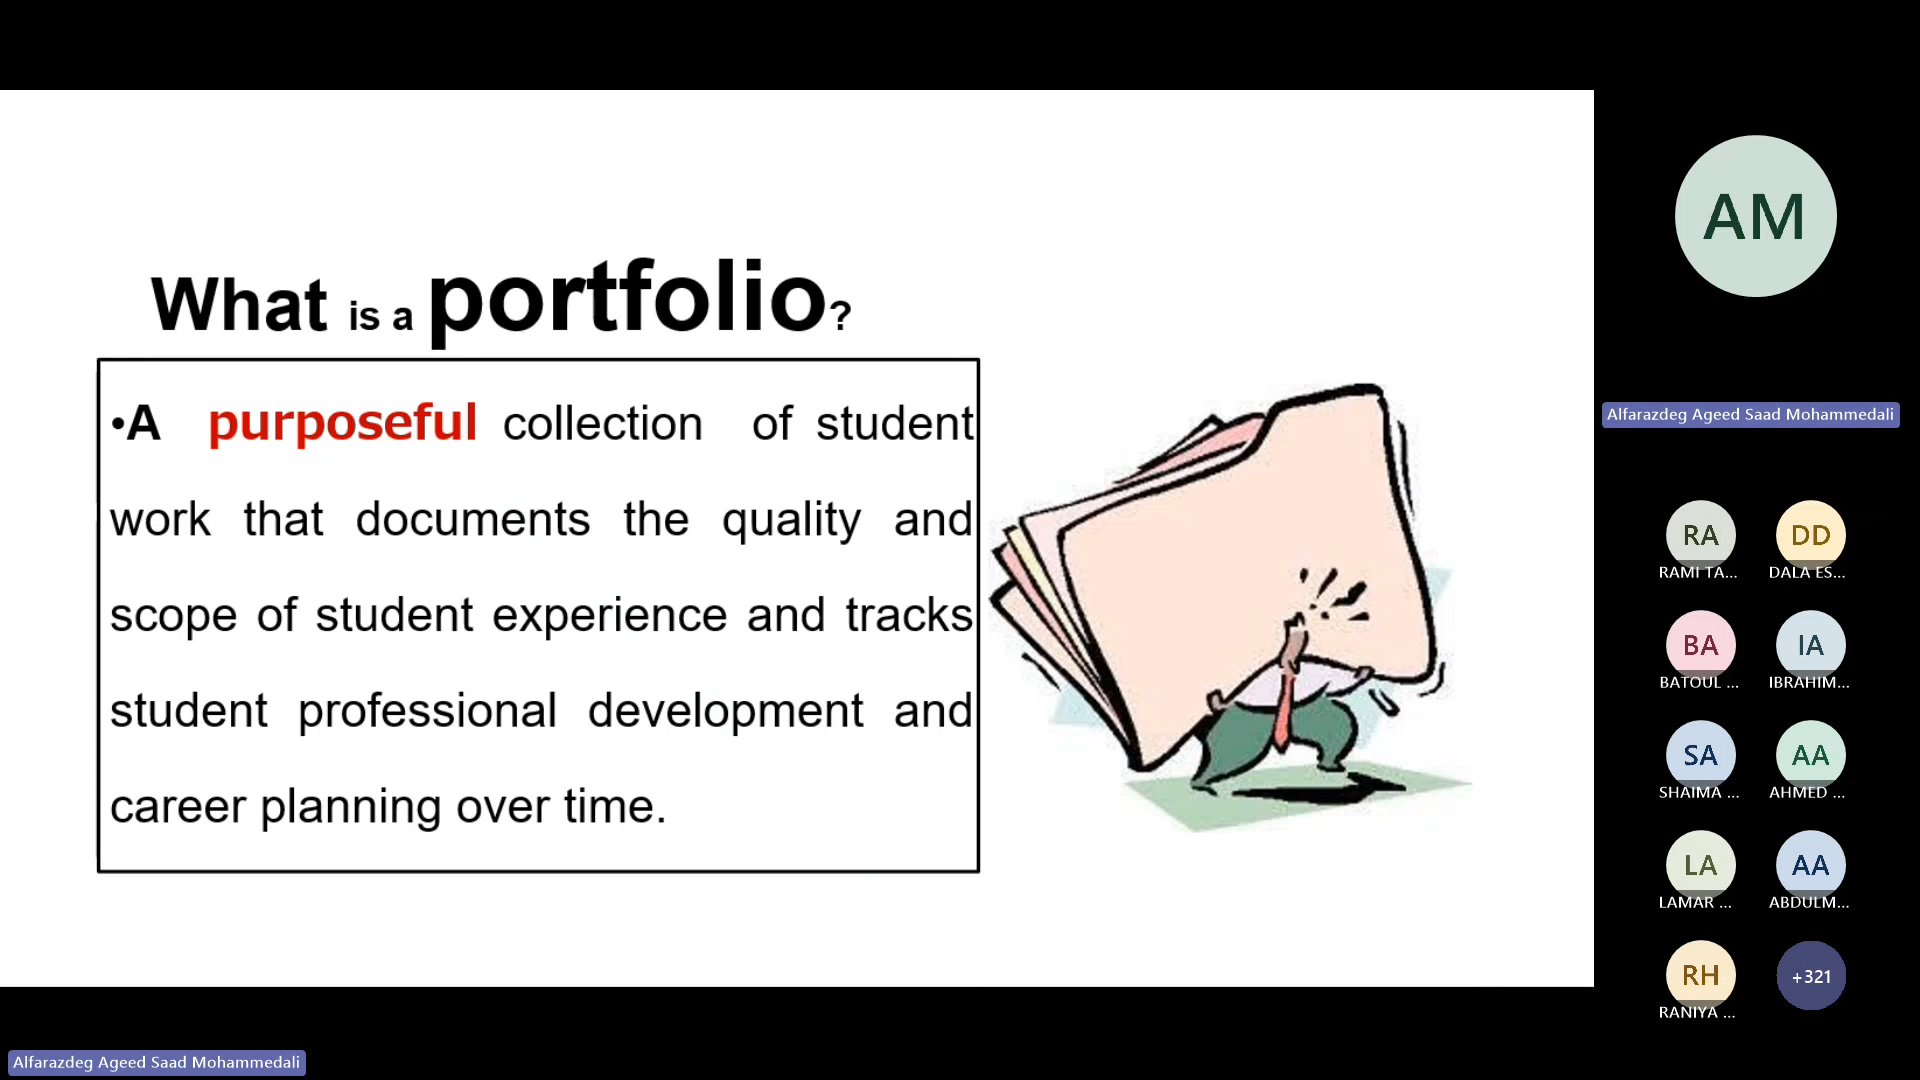 What is a portfolio?
•A purposeful collection of student
work that documents the quality and
scope of student experience and tracks
student professional development and
career planning over time.
AM
Alfarazdeg Ageed Saad Mohammedali
RA
DD
RAMI TA...
DALA ES...
BA
IA
BATOUL ...
IBRAHIM...
SA
AA
SHAIMA ...
AHMED ...
LA
AA
LAMAR ...
ABDULM...
RH
+321
RANIYA ...
Alfarazdeg Ageed Saad Mohammedali